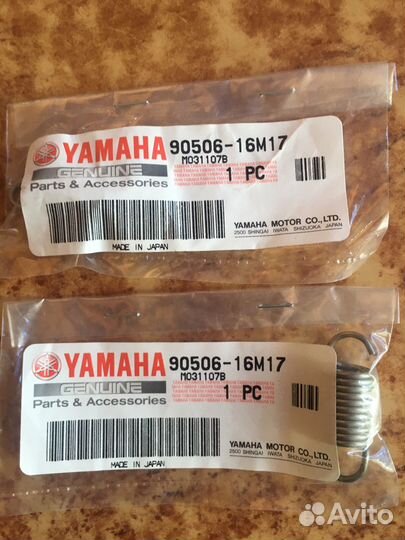 YAMAHA 90506-16M17
GENUINE M031107B
Parts & Accessories 1 PC
YAMAHA MOTOR CO.,LTD.
2500 SHINGAI IWATA SHIZUOKA JAPAN
MADE IN JAPAN
YAMAHA 90506-16M17
GENUINE M031107B
Parts & Accessories 1 PC
YAMAHA MOTOR CO.,LTD.
2500 SHINGAI IWATA SHIZUOKA JAPAN
MADE IN JAPAN
Avito